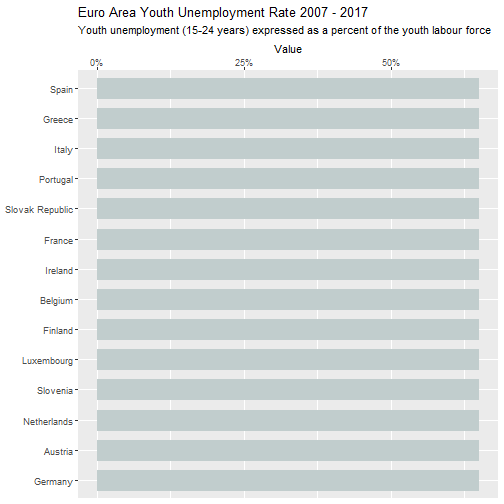 Euro Area Youth Unemployment Rate 2007 - 2017
Youth unemployment (15-24 years) expressed as a percent of the youth labour force
Value
0% 25% 50%
Spain
Greece
Italy
Portugal
Slovak Republic
France
Ireland
Belgium
Finland
Luxembourg
Slovenia
Netherlands
Austria
Germany